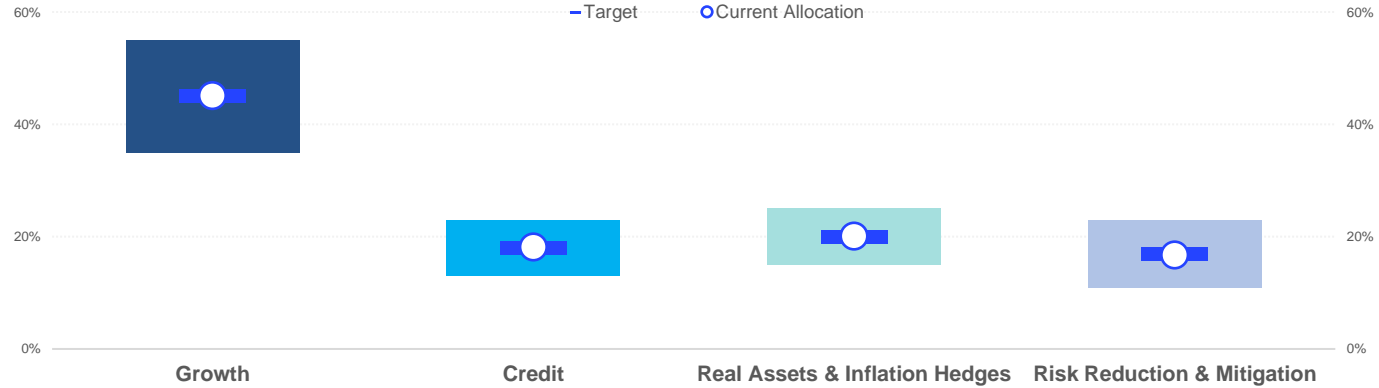 Target Current Allocation
60% 60%
40% 40%
20% 20%
0% 0%
Growth Credit Real Assets & Inflation Hedges Risk Reduction & Mitigation